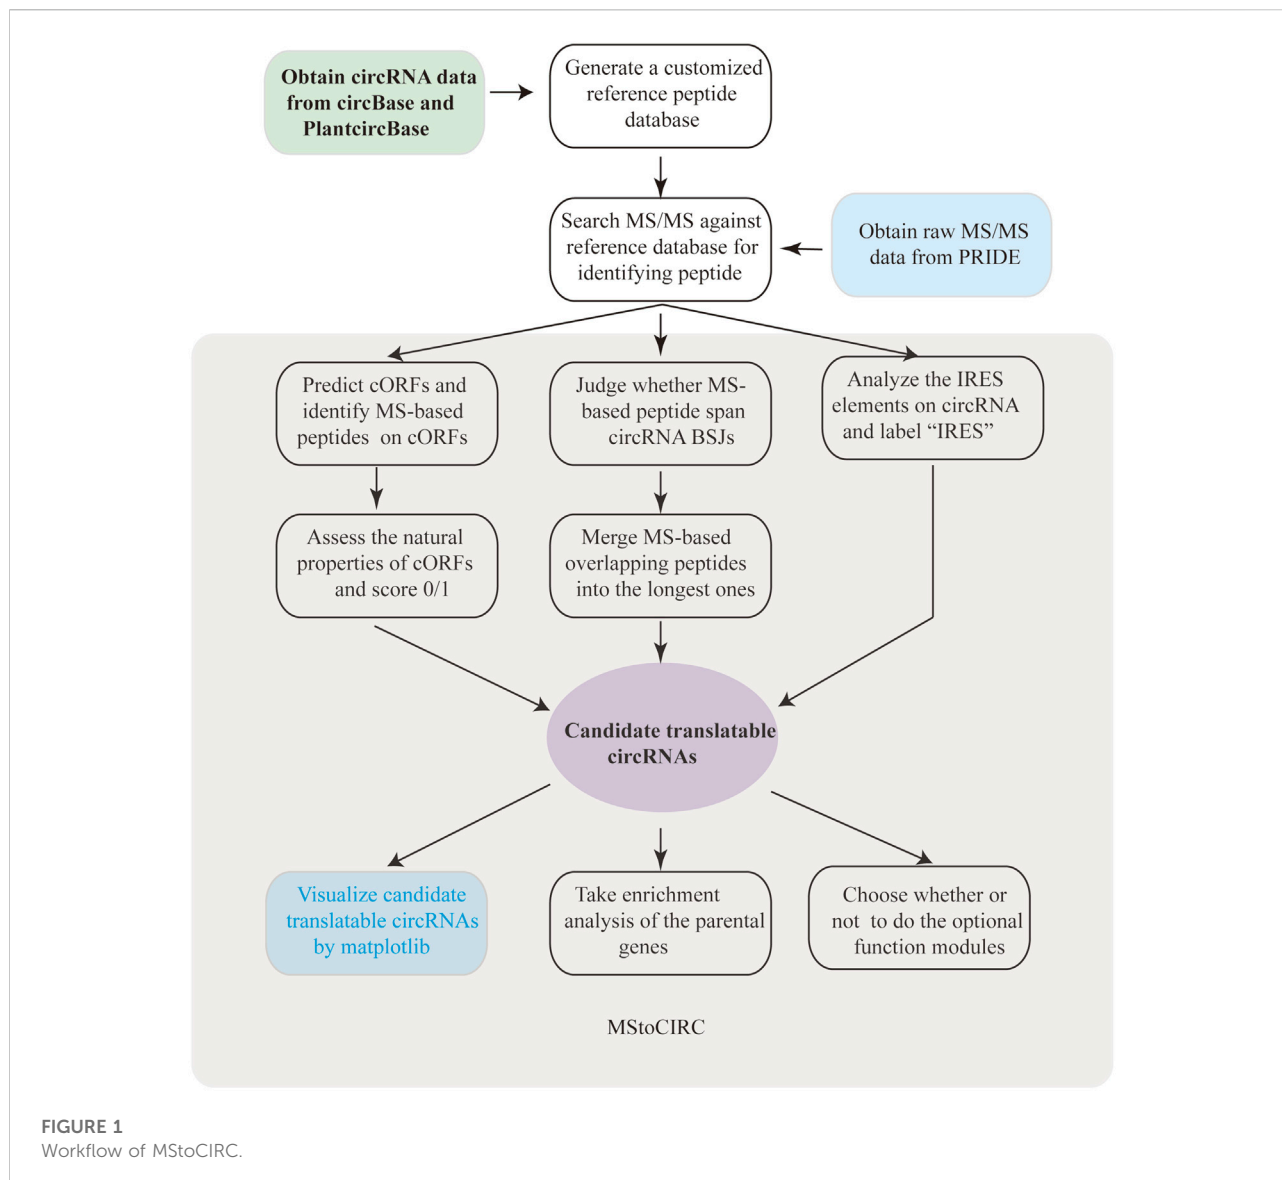 Obtain circRNA data
from circBase and
PlantcircBase
Generate a customized
reference peptide
database
Search MS/MS against
reference database for
identifying peptide
Obtain raw MS/MS
data from PRIDE
Predict cORFs and
identify MS-based
peptides on cORFs
Judge whether MS-
based peptide span
circRNA BSJs
Analyze the IRES
elements on circRNA
and label “IRES”
Assess the natural
properties of cORFs
and score 0/1
Merge MS-based
overlapping peptides
into the longest ones
Candidate translatable
circRNAs
Visualize candidate
translatable circRNAs
by matplotlib
Take enrichment
analysis of the parental
genes
Choose whether or
not to do the optional
function modules
MStoCIRC
FIGURE 1
Workflow of MStoCIRC.